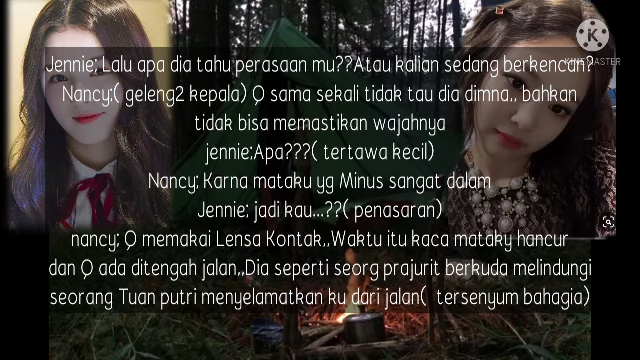 Jennie; Lalu apa dia tahu perasaan mu??Atau kalian sedang berkencan?
Nancy;( geleng2 kepala) Q sama sekali tidak tau dia dimna,, bahkan
tidak bisa memastikan wajahnya
jennie;Apa???( tertawa kecil)
Nancy; Karna mataku yg Minus sangat dalam
Jennie; jadi kau...??( penasaran)
nancy; Q memakai Lensa Kontak,,Waktu itu kaca mataky hancur
dan Q ada ditengah jalan,,Dia seperti seorg prajurit berkuda melindungi
seorang Tuan putri menyelamatkan ku dari jalan( tersenyum bahagia)